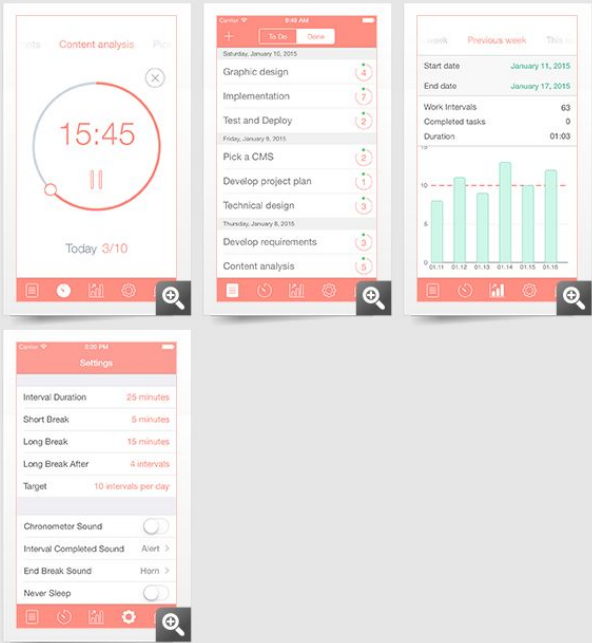 Content analysis
15:45
Today 3/10
Carrier 9:49 AM
+ To Do Done
Saturday, January 10, 2015
Graphic design 4
Implementation 7
Test and Deploy 2
Friday, January 9, 2015
Pick a CMS 2
Develop project plan 1
Technical design 3
Thursday, January 8, 2015
Develop requirements 3
Content analysis 5
week Previous week This
Start date January 11, 2015
End date January 17, 2015
Work Intervals 63
Completed tasks 0
Duration 01:03
15
10
5
0
01.11 01.12 01.13 01.14 01.15 01.16
Carrier
Settings
Interval Duration 25 minutes
Short Break 5 minutes
Long Break 15 minutes
Long Break After 4 intervals
Target 10 intervals per day
Chronometer Sound
Interval Completed Sound Alert >
End Break Sound Horn >
Never Sleep